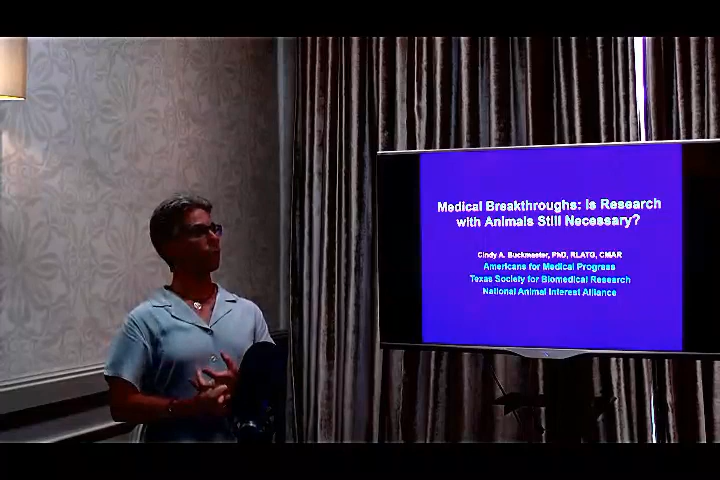 Medical Breakthroughs: Is Research
with Animals Still Necessary?
Cindy A. Buckmaster, PhD, RLATG, CMAR
Americans for Medical Progress
Texas Society for Biomedical Research
National Animal Interest Alliance